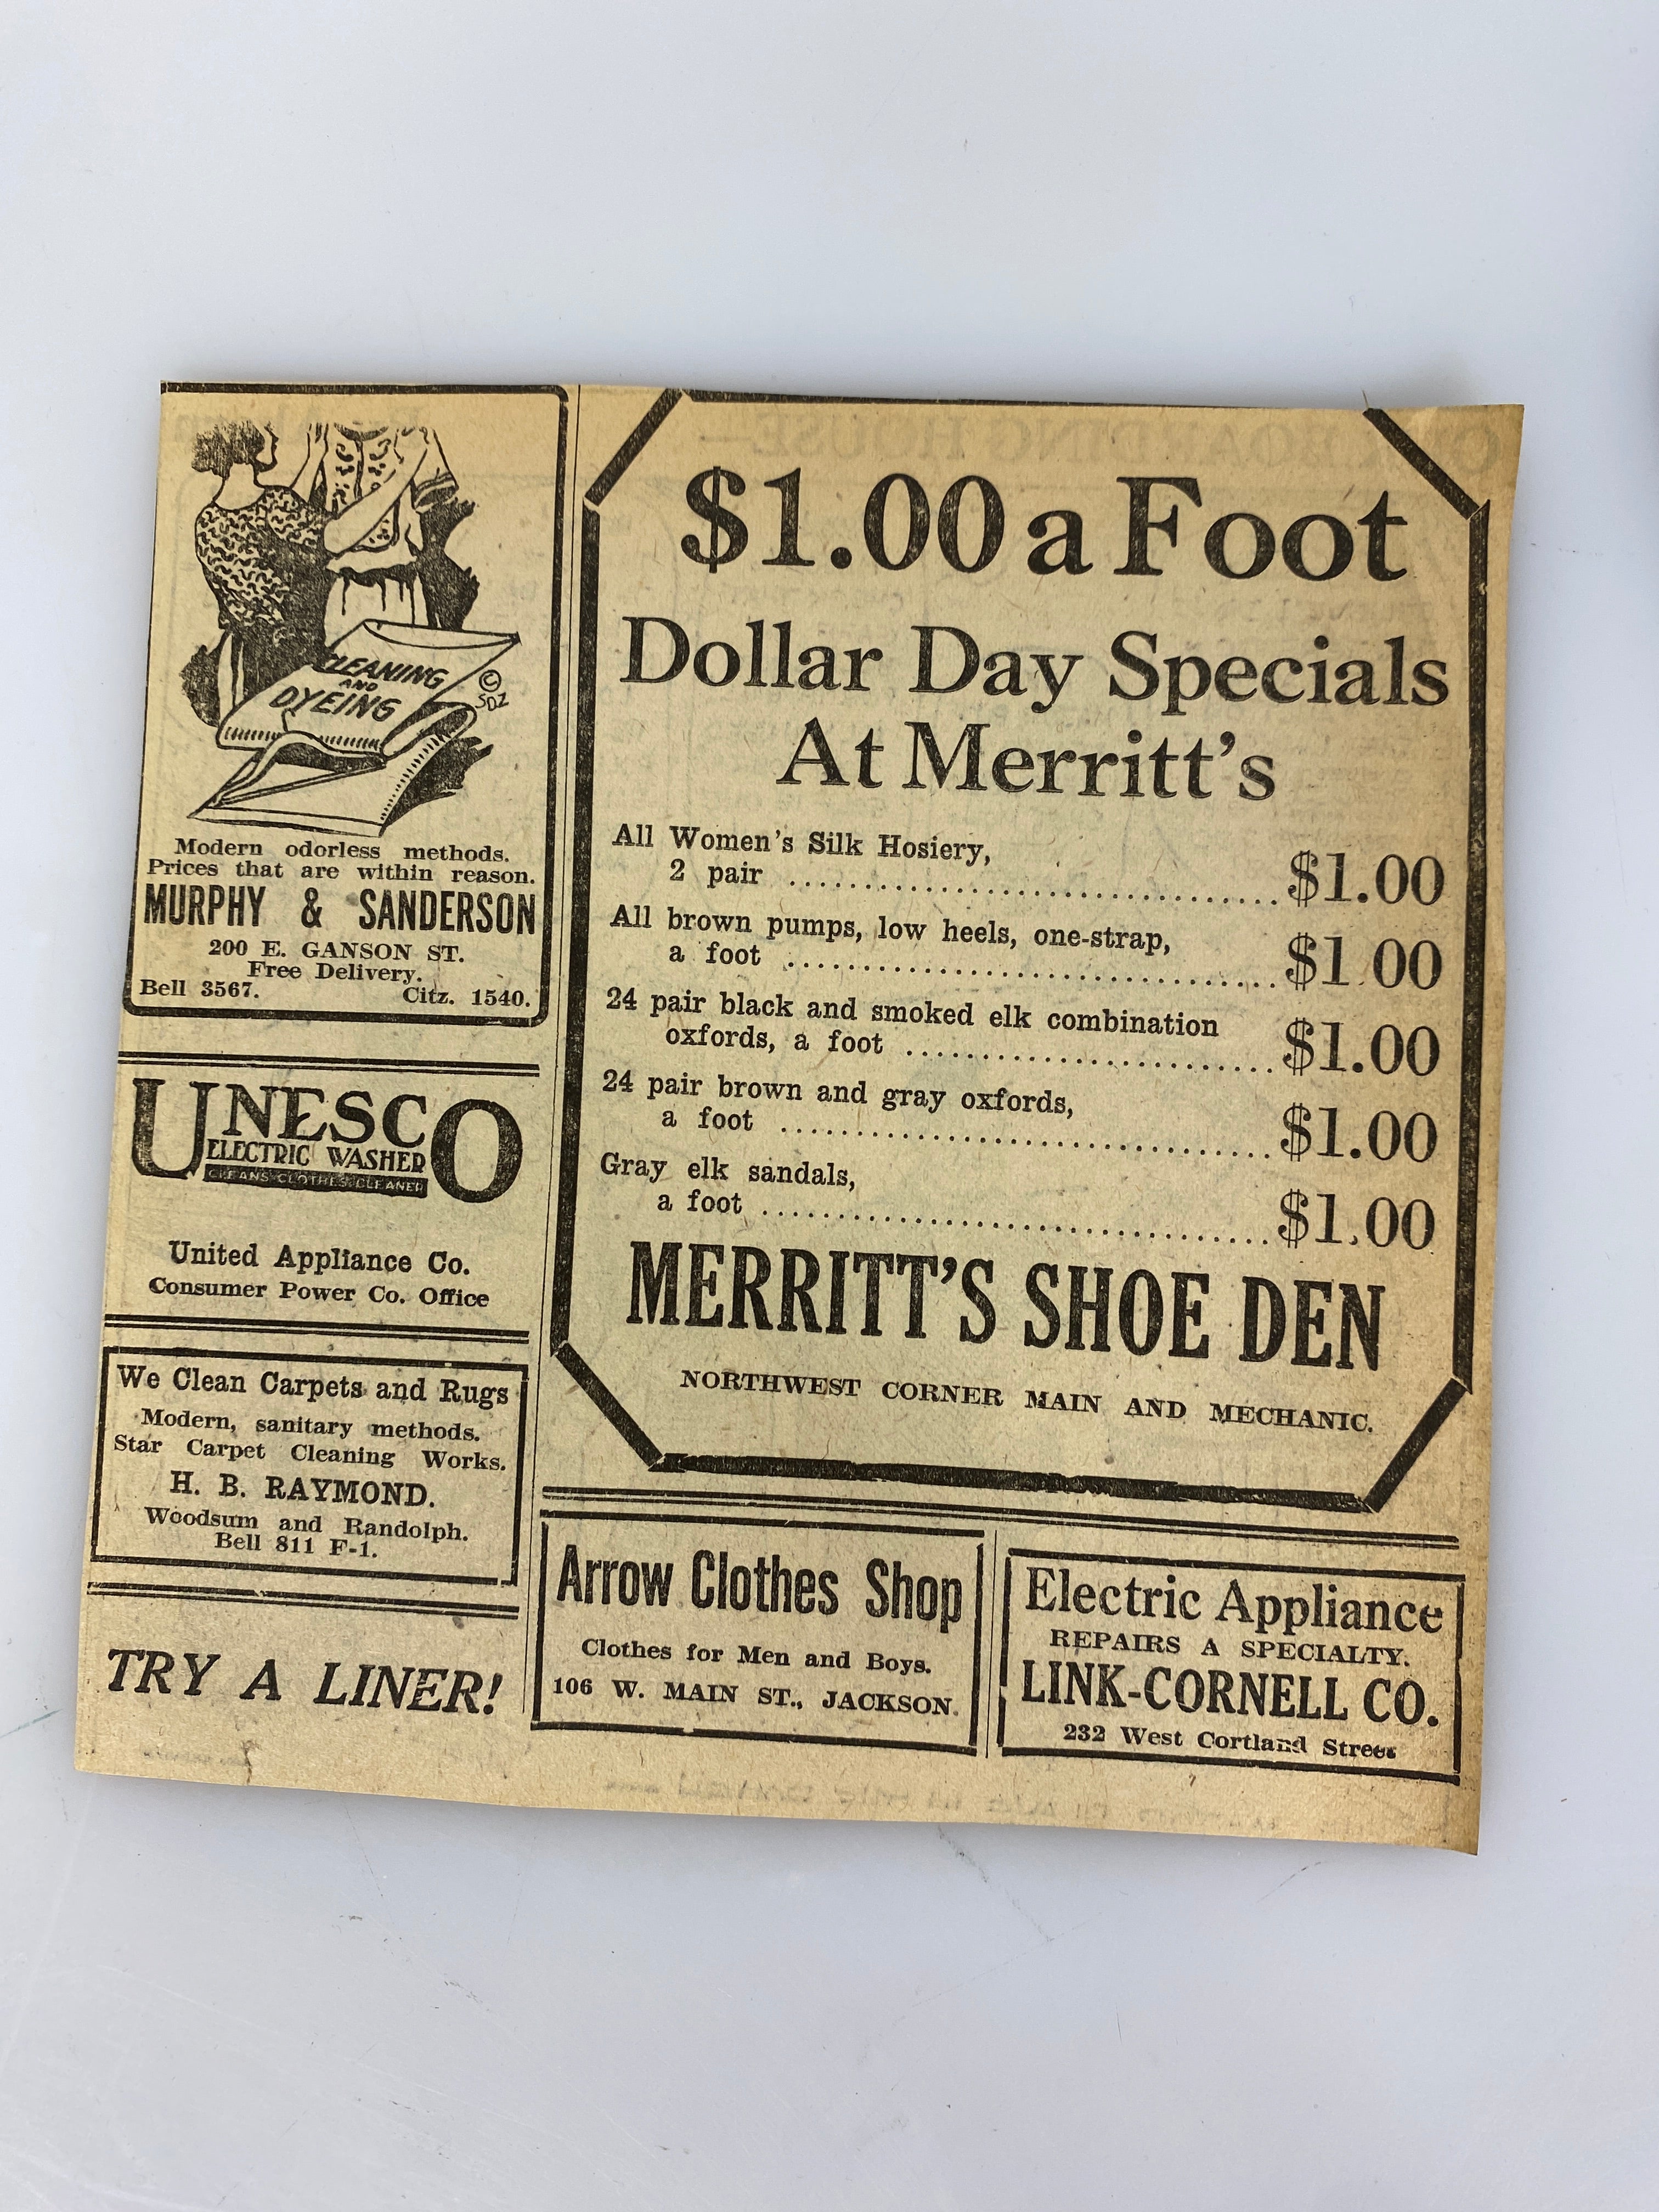 CLEANING
AND
DYEING
© SDZ
Modern odorless methods.
Prices that are within reason.
MURPHY & SANDERSON
200 E. GANSON ST.
Free Delivery.
Bell 3567. Citz. 1540.
UNESCO
ELECTRIC WASHER
CLEANS CLOTHES CLEANER
United Appliance Co.
Consumer Power Co. Office
We Clean Carpets and Rugs
Modern, sanitary methods.
Star Carpet Cleaning Works.
H. B. RAYMOND.
Woodsum and Randolph.
Bell 811 F-1.
TRY A LINER!
$1.00 a Foot
Dollar Day Specials
At Merritt's
All Women's Silk Hosiery,
2 pair ................................ $1.00
All brown pumps, low heels, one-strap,
a foot ................................ $1.00
24 pair black and smoked elk combination
oxfords, a foot ........................ $1.00
24 pair brown and gray oxfords,
a foot ................................ $1.00
Gray elk sandals,
a foot ................................ $1.00
MERRITT'S SHOE DEN
NORTHWEST CORNER MAIN AND MECHANIC.
Arrow Clothes Shop
Clothes for Men and Boys.
106 W. MAIN ST., JACKSON.
Electric Appliance
REPAIRS A SPECIALTY.
LINK-CORNELL CO.
232 West Cortland Street